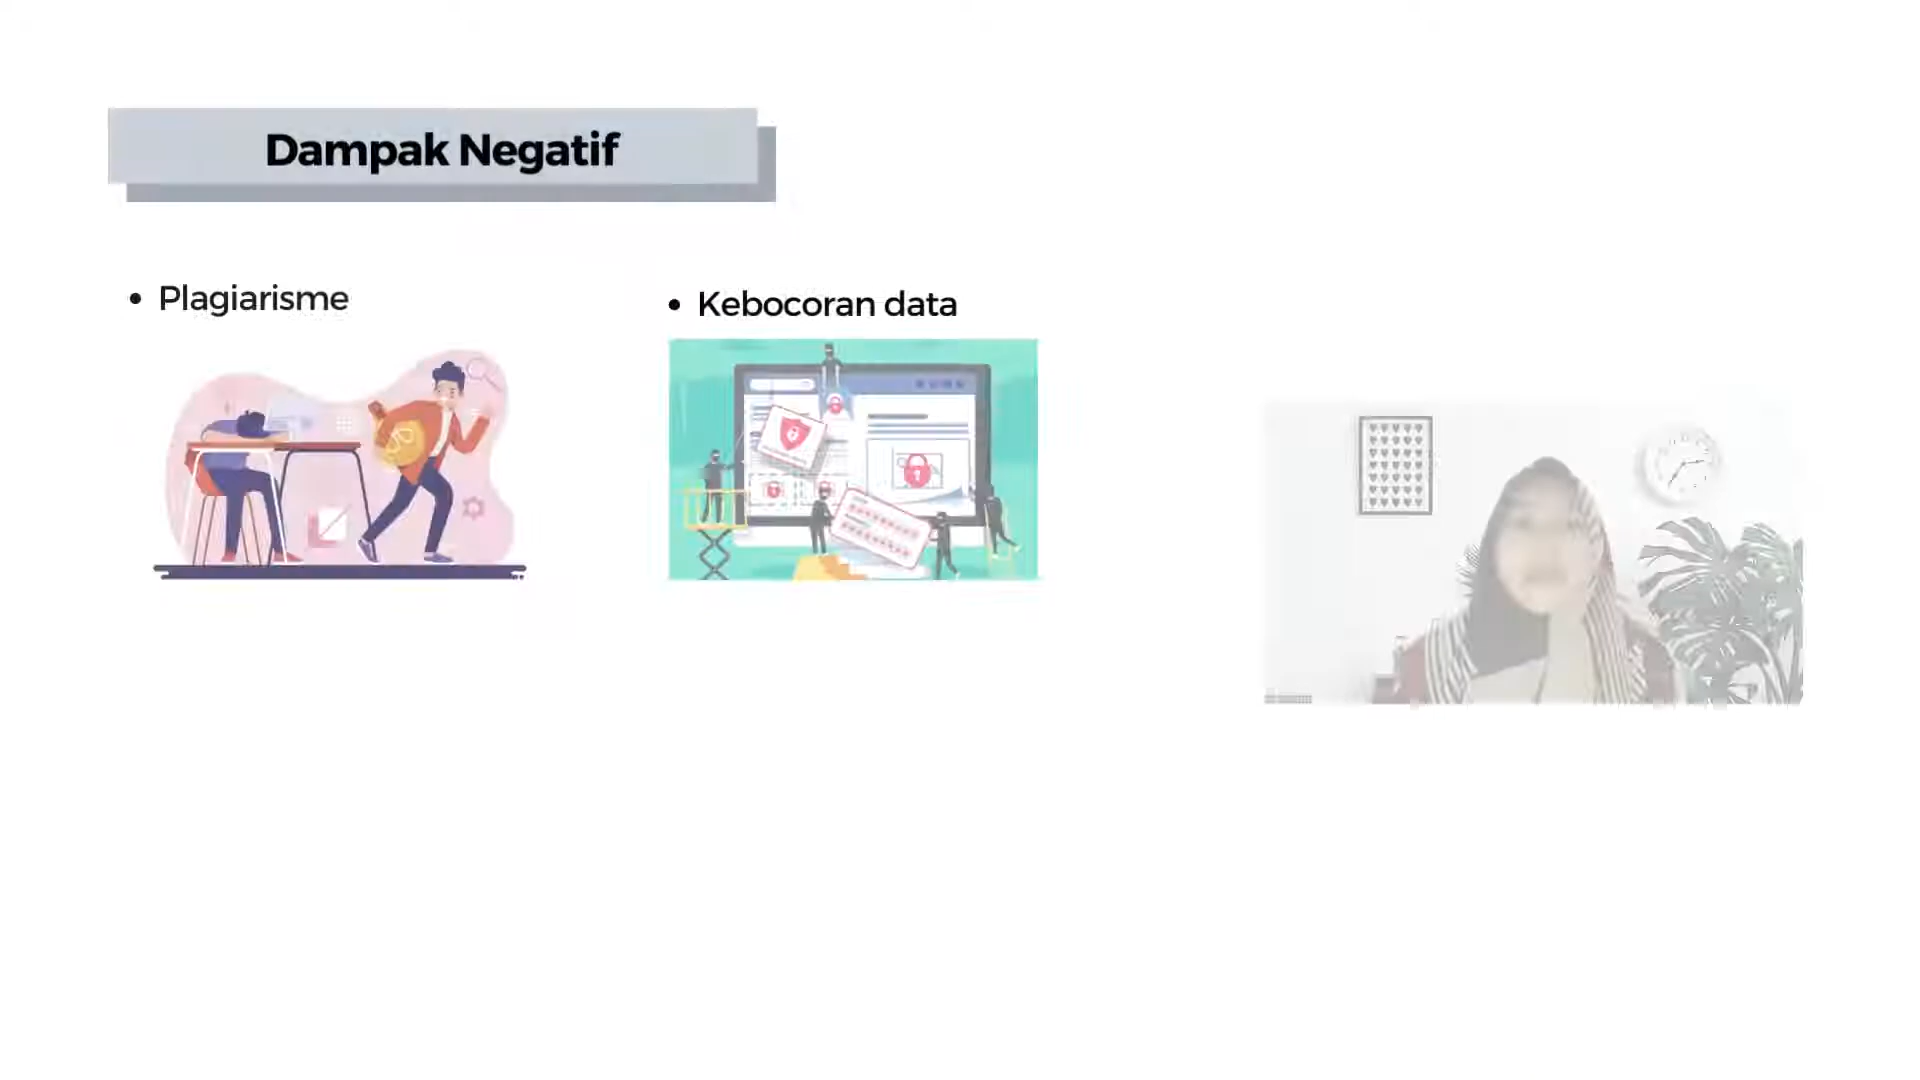 Dampak Negatif
• Plagiarisme
• Kebocoran data